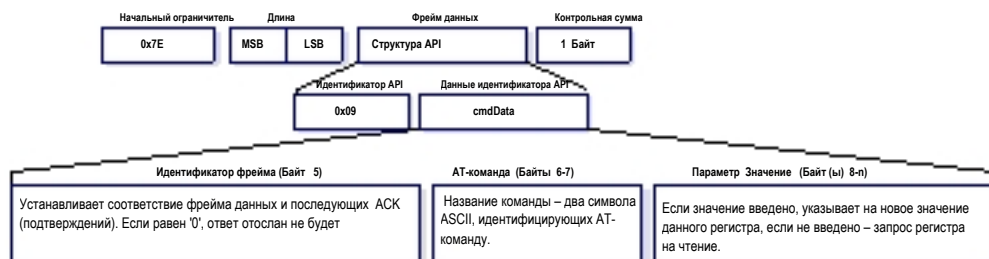 Начальный ограничитель Длина Фрейм данных Контрольная сумма
0x7E MSB LSB Структура API 1 Байт
Идентификатор API Данные идентификатора API
0x09 cmdData
Идентификатор фрейма (Байт 5) АТ-команда (Байты 6-7) Параметр Значение (Байт (ы) 8-n)
Устанавливает соответствие фрейма данных и последующих ACK
(подтверждений). Если равен '0', ответ отослан не будет
Название команды – два символа
ASCII, идентифицирующих АТ-
команду.
Если значение введено, указывает на новое значение
данного регистра, если не введено – запрос регистра
на чтение.